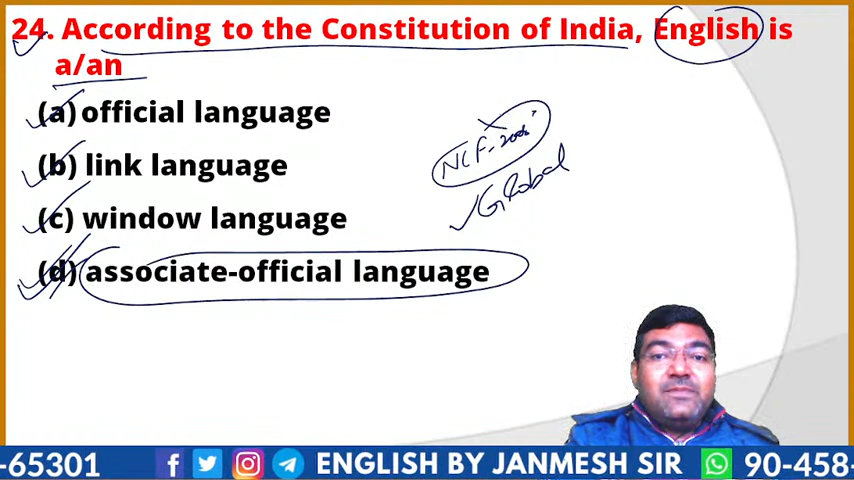 24. According to the Constitution of India, English is
a/an
(a) official language
(b) link language
NCF-2005
Global
(c) window language
(d) associate-official language
-65301 ENGLISH BY JANMESH SIR 90-458-